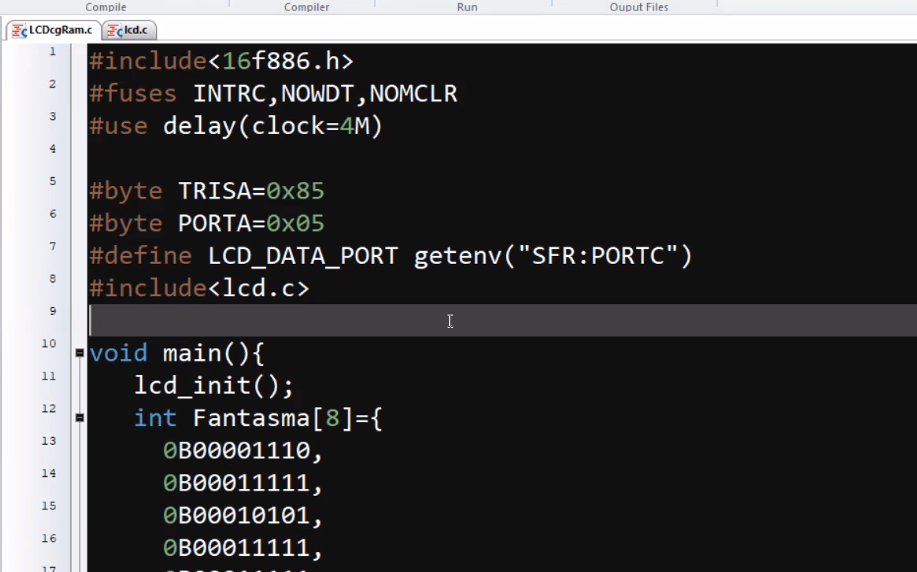 Compile Compiler Run Ouput Files
LCDcgRam.c lcd.c
1 #include<16f886.h>
2 #fuses INTRC,NOWDT,NOMCLR
3 #use delay(clock=4M)
4
5 #byte TRISA=0x85
6 #byte PORTA=0x05
7 #define LCD_DATA_PORT getenv("SFR:PORTC")
8 #include<lcd.c>
9
10 void main(){
11 lcd_init();
12 int Fantasma[8]={
13 0B00001110,
14 0B00011111,
15 0B00010101,
16 0B00011111,
17